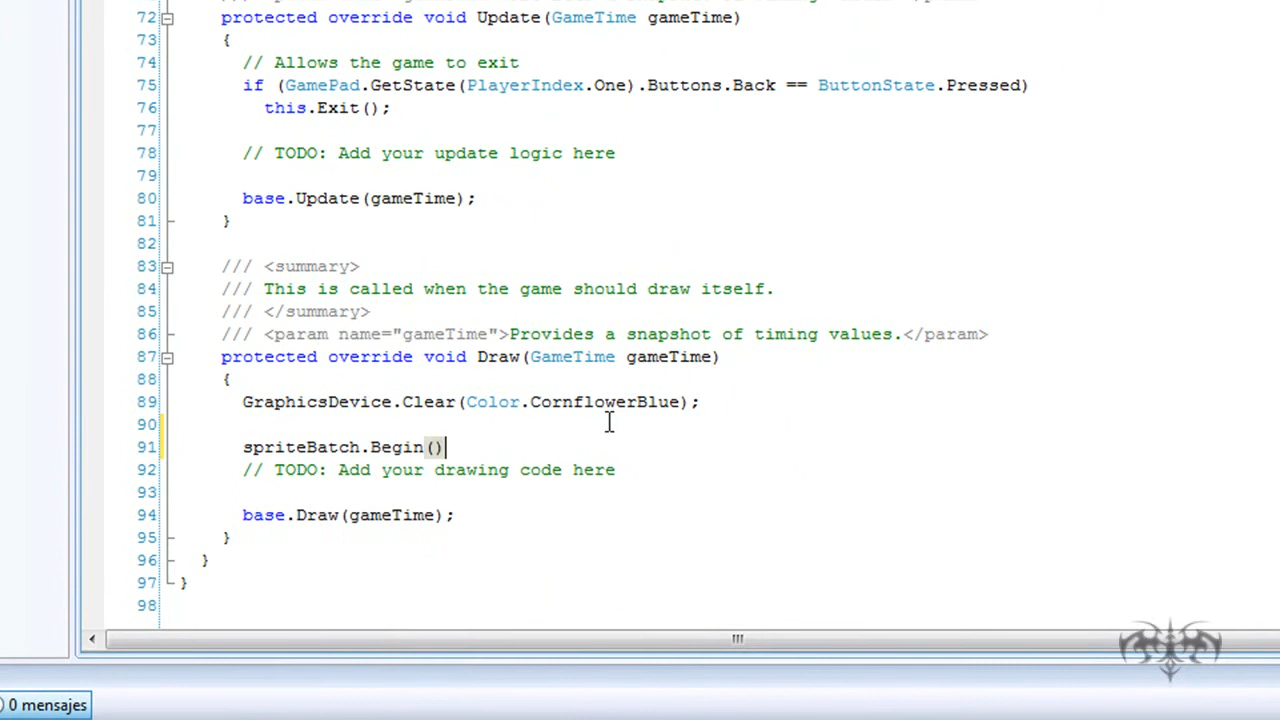 72 protected override void Update(GameTime gameTime)
73 {
74 // Allows the game to exit
75 if (GamePad.GetState(PlayerIndex.One).Buttons.Back == ButtonState.Pressed)
76 this.Exit();
77
78 // TODO: Add your update logic here
79
80 base.Update(gameTime);
81 }
82
83 /// <summary>
84 /// This is called when the game should draw itself.
85 /// </summary>
86 /// <param name="gameTime">Provides a snapshot of timing values.</param>
87 protected override void Draw(GameTime gameTime)
88 {
89 GraphicsDevice.Clear(Color.CornflowerBlue);
90
91 spriteBatch.Begin()
92 // TODO: Add your drawing code here
93
94 base.Draw(gameTime);
95 }
96 }
97 }
98
0 mensajes